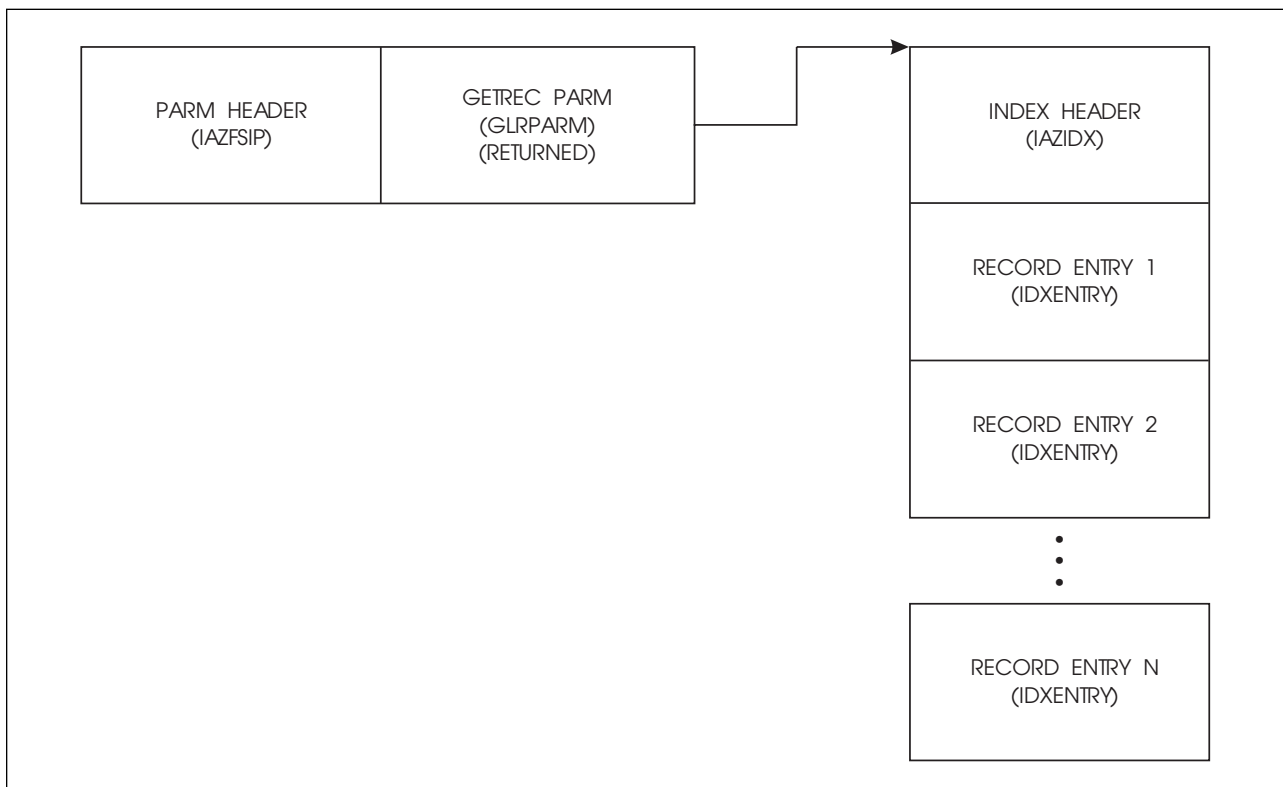 PARM HEADER
(IAZFSIP)
GETREC PARM
(GLRPARM)
(RETURNED)
INDEX HEADER
(IAZIDX)
RECORD ENTRY 1
(IDXENTRY)
RECORD ENTRY 2
(IDXENTRY)
RECORD ENTRY N
(IDXENTRY)